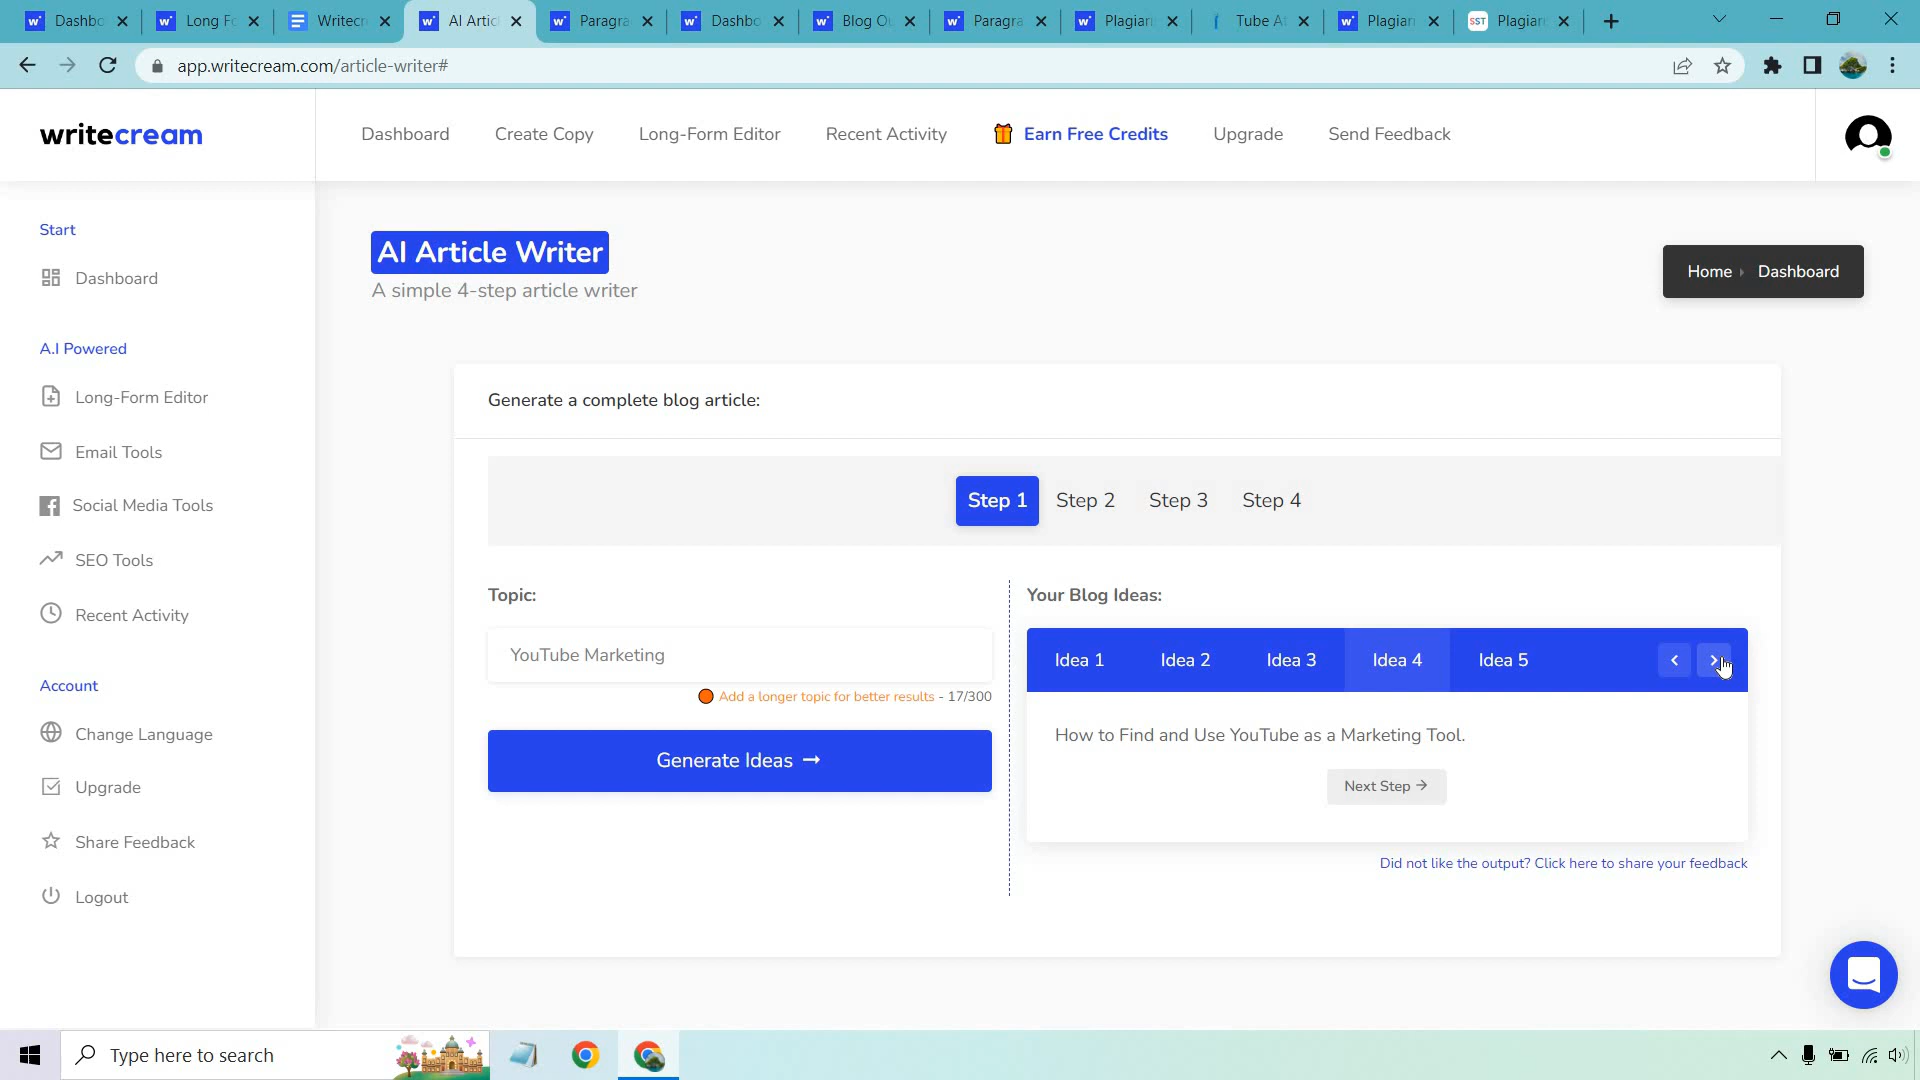 Dashbo
Long Fo
Writecr
AI Artic
Paragra
Dashbo
Blog Ou
Paragra
Plagiari
Tube At
Plagiari
SST
Plagiari
app.writecream.com/article-writer#
writecream
Dashboard
Create Copy
Long-Form Editor
Recent Activity
Earn Free Credits
Upgrade
Send Feedback
Start
Dashboard
A.I Powered
Long-Form Editor
Email Tools
Social Media Tools
SEO Tools
Recent Activity
Account
Change Language
Upgrade
Share Feedback
Logout
AI Article Writer
A simple 4-step article writer
Home
Dashboard
Generate a complete blog article:
Step 1
Step 2
Step 3
Step 4
Topic:
YouTube Marketing
Add a longer topic for better results - 17/300
Generate Ideas
Your Blog Ideas:
Idea 1
Idea 2
Idea 3
Idea 4
Idea 5
How to Find and Use YouTube as a Marketing Tool.
Next Step
Did not like the output? Click here to share your feedback
Type here to search